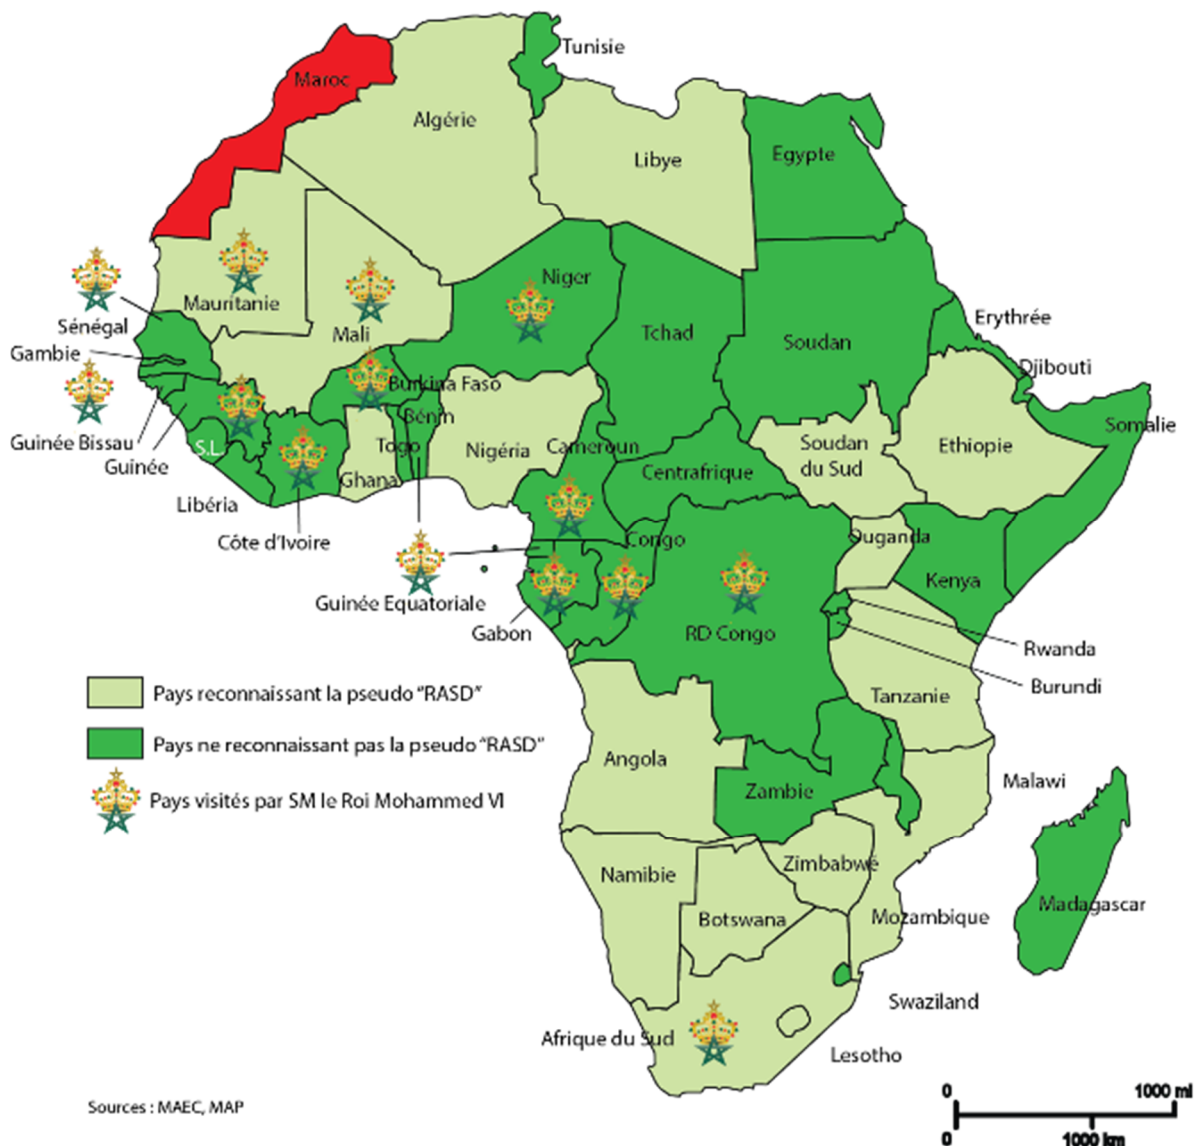 Tunisie
Maroc
Algérie
Libye
Egypte
Mauritanie
Mali
Niger
Tchad
Soudan
Erythrée
Djibouti
Somalie
Sénégal
Gambie
Guinée Bissau
Guinée
S.L.
Libéria
Côte d'Ivoire
Burkina Faso
Bénin
Togo
Ghana
Nigéria
Cameroun
Centrafrique
Soudan
du Sud
Ethiopie
Congo
Ouganda
Kenya
Guinée Equatoriale
Gabon
RD Congo
Rwanda
Burundi
Tanzanie
Pays reconnaissant la pseudo "RASD"
Pays ne reconnaissant pas la pseudo "RASD"
Pays visités par SM le Roi Mohammed VI
Angola
Zambie
Malawi
Zimbabwe
Namibie
Botswana
Mozambique
Madagascar
Swaziland
Afrique du Sud
Lesotho
Sources : MAEC, MAP
0 1000 mi
0 1000 km